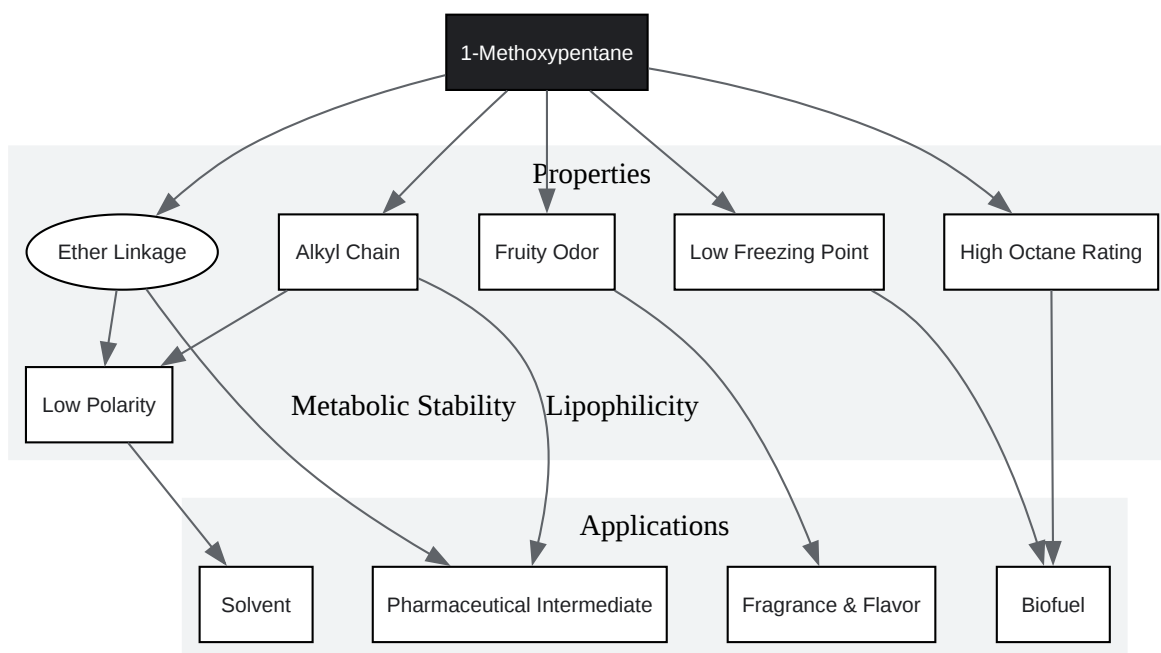 1-Methoxypentane
Properties
Ether Linkage
Alkyl Chain
Fruity Odor
Low Freezing Point
High Octane Rating
Low Polarity
Metabolic Stability
Lipophilicity
Applications
Solvent
Pharmaceutical Intermediate
Fragrance & Flavor
Biofuel